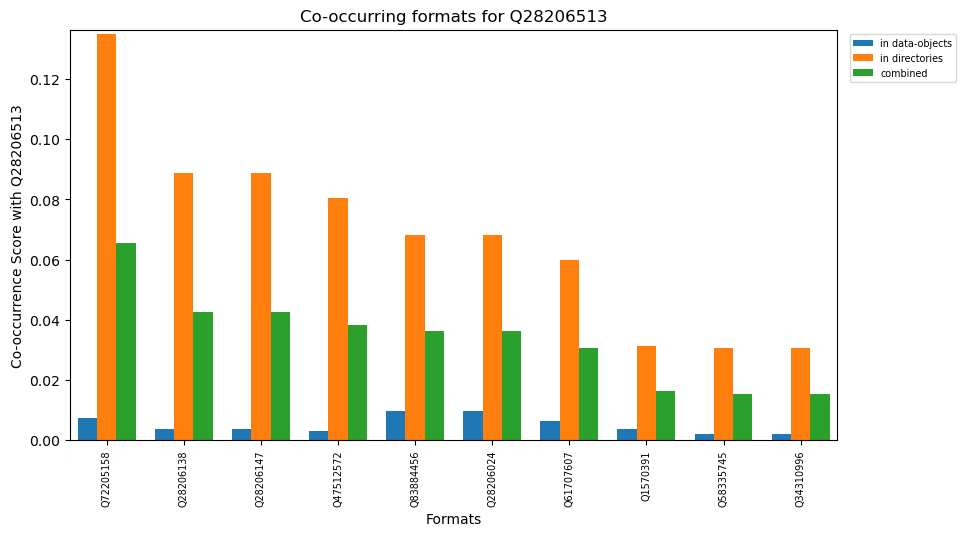 Co-occurring formats for Q28206513
in data-objects
in directories
combined
Co-occurrence Score with Q28206513
0.12
0.10
0.08
0.06
0.04
0.02
0.00
Q72205158
Q28206138
Q28206147
Q47512572
Q83884456
Q28206024
Q61707607
Q1570391
Q58335745
Q34310996
Formats